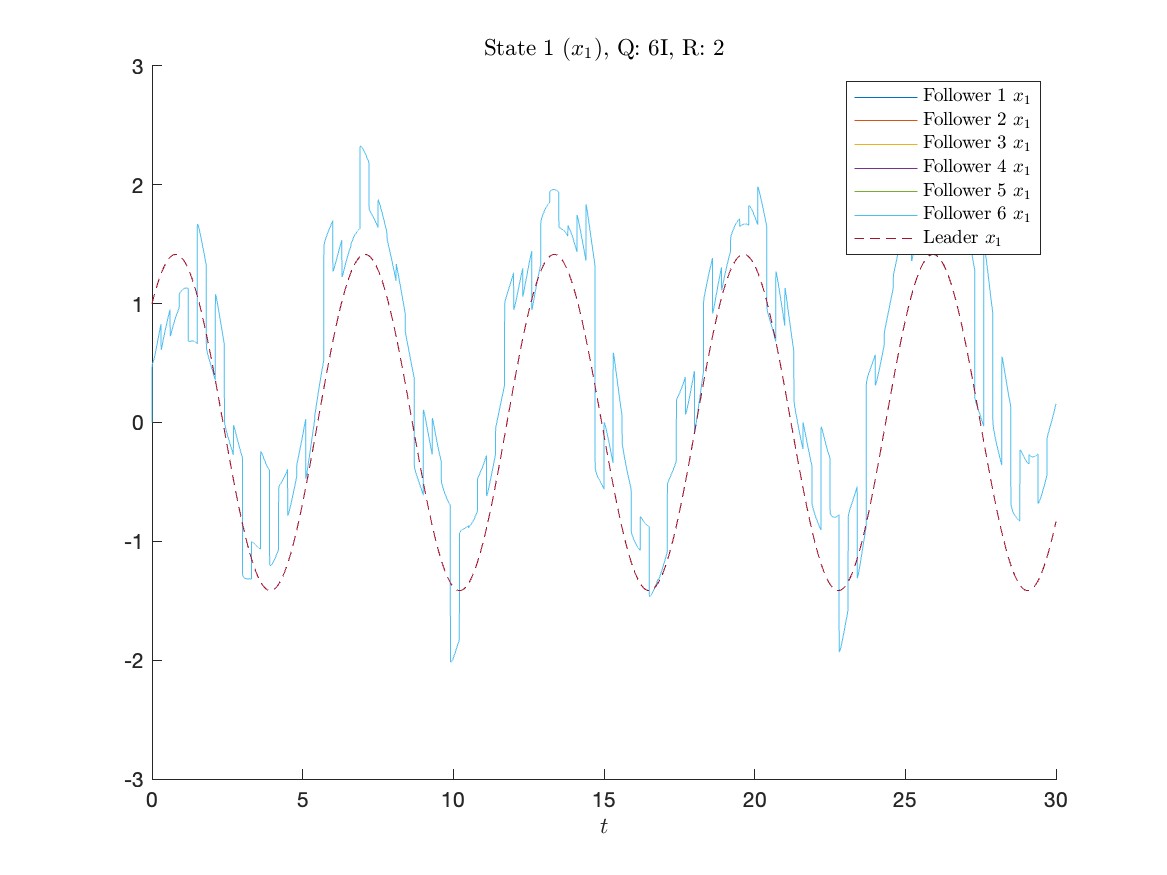 State 1 (x₁), Q: 6I, R: 2
3
2
1
0
-1
-2
-3
Follower 1 x₁
Follower 2 x₁
Follower 3 x₁
Follower 4 x₁
Follower 5 x₁
Follower 6 x₁
Leader x₁
0 5 10 15 20 25 30
t